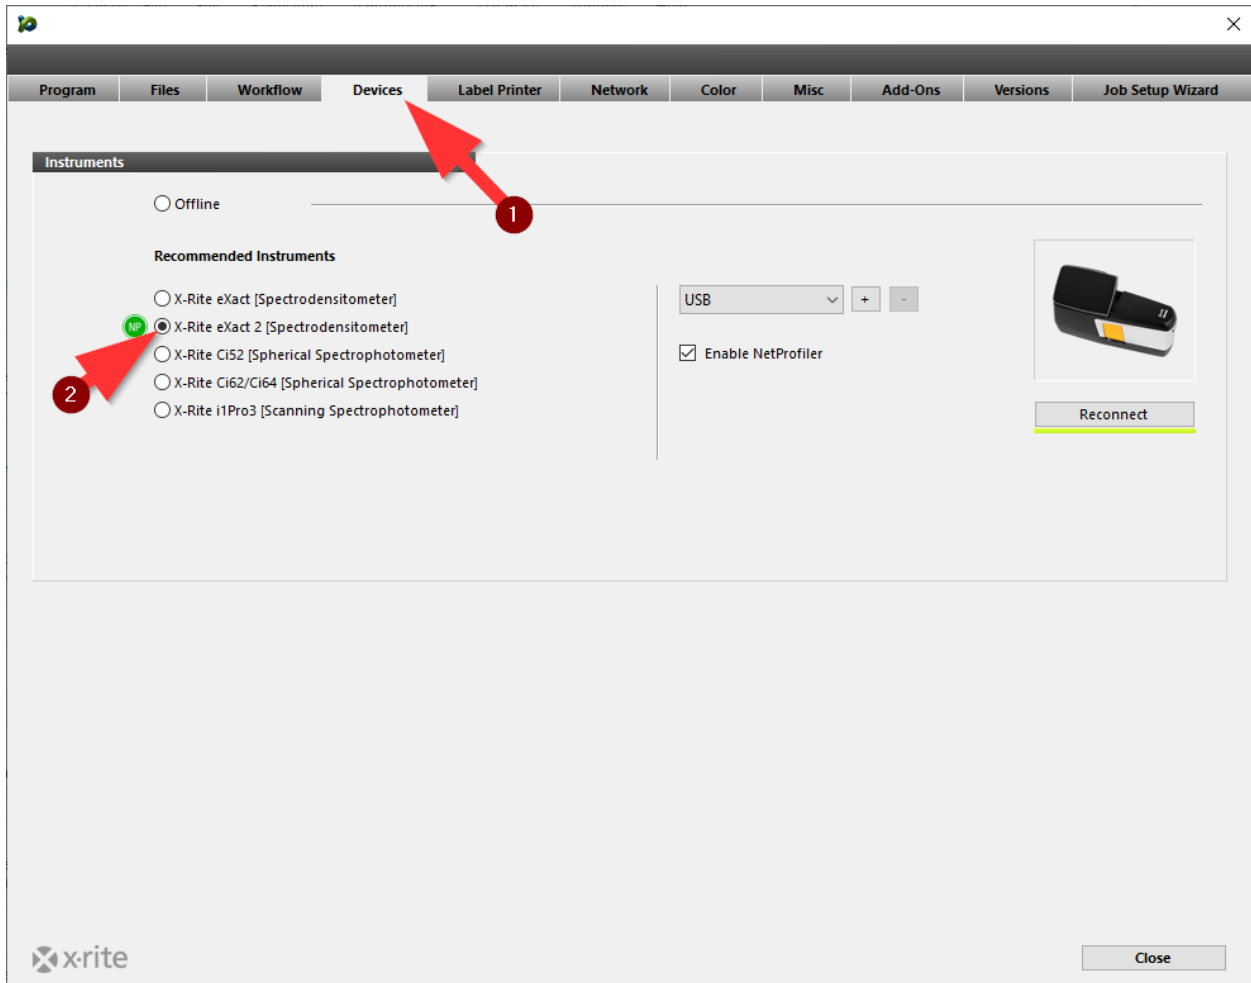 Program Files Workflow Devices Label Printer Network Color Misc Add-Ons Versions Job Setup Wizard
Instruments
Offline
1
Recommended Instruments
X-Rite eXact [Spectrodensitometer]
USB + -
NP X-Rite eXact 2 [Spectrodensitometer]
X-Rite Ci52 [Spherical Spectrophotometer]
Enable NetProfiler
X-Rite Ci62/Ci64 [Spherical Spectrophotometer]
2
X-Rite i1Pro3 [Scanning Spectrophotometer]
Reconnect
x·rite
Close